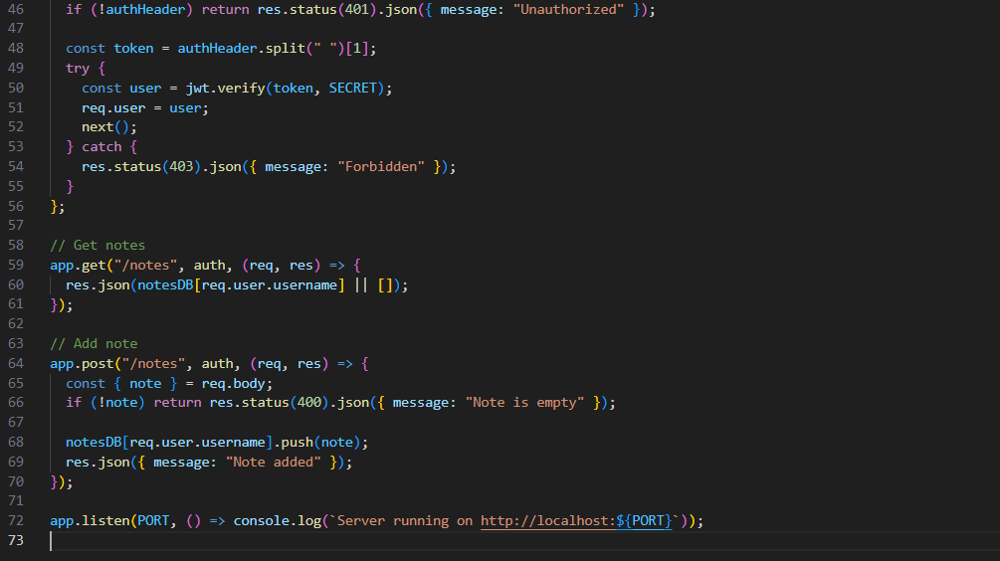 46 if (!authHeader) return res.status(401).json({ message: "Unauthorized" });
47
48 const token = authHeader.split(" ")[1];
49 try {
50 const user = jwt.verify(token, SECRET);
51 req.user = user;
52 next();
53 } catch {
54 res.status(403).json({ message: "Forbidden" });
55 }
56 };
57
58 // Get notes
59 app.get("/notes", auth, (req, res) => {
60 res.json(notesDB[req.user.username] || []);
61 });
62
63 // Add note
64 app.post("/notes", auth, (req, res) => {
65 const { note } = req.body;
66 if (!note) return res.status(400).json({ message: "Note is empty" });
67
68 notesDB[req.user.username].push(note);
69 res.json({ message: "Note added" });
70 });
71
72 app.listen(PORT, () => console.log(`Server running on http://localhost:${PORT}`));
73